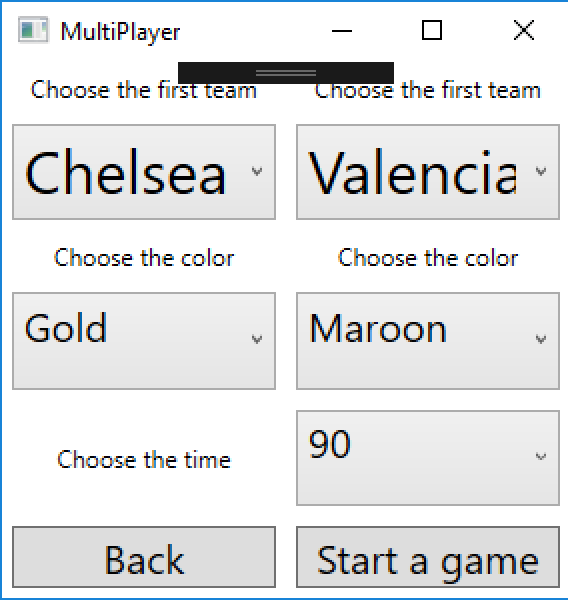 MultiPlayer
Choose the first team
Choose the first team
Chelsea
Valencia
Choose the color
Choose the color
Gold
Maroon
Choose the time
90
Back
Start a game